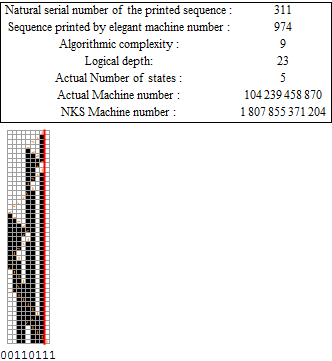 Natural serial number of the printed sequence : 311
Sequence printed by elegant machine number : 974
Algorithmic complexity : 9
Logical depth: 23
Actual Number of states : 5
Actual Machine number : 104 239 458 870
NKS Machine number : 1 807 855 371 204
00110111